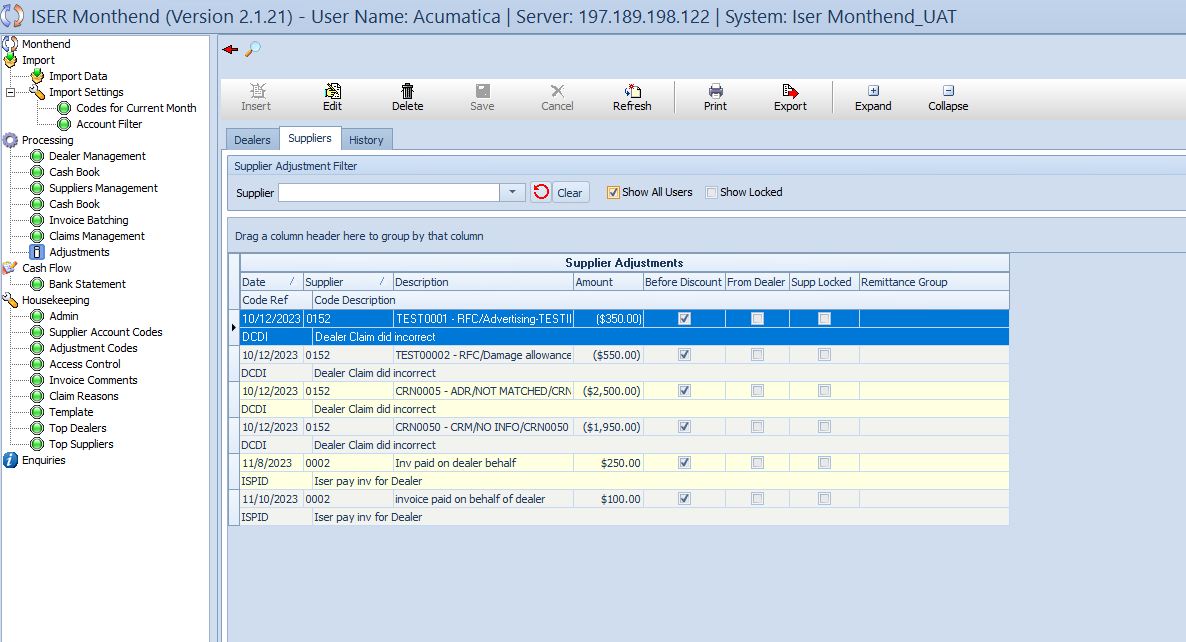 ISER Monthend (Version 2.1.21) - User Name: Acumatica | Server: 197.189.198.122 | System: Iser Monthend_UAT
Monthend
Import
Import Data
Import Settings
Codes for Current Month
Account Filter
Processing
Dealer Management
Cash Book
Suppliers Management
Cash Book
Invoice Batching
Claims Management
Adjustments
Cash Flow
Bank Statement
Housekeeping
Admin
Supplier Account Codes
Adjustment Codes
Access Control
Invoice Comments
Claim Reasons
Template
Top Dealers
Top Suppliers
Enquiries
Insert Edit Delete Save Cancel Refresh Print Export Expand Collapse
Dealers Suppliers History
Supplier Adjustment Filter
Supplier Clear Show All Users Show Locked
Drag a column header here to group by that column
Supplier Adjustments
Date Supplier Description Amount Before Discount From Dealer Supp Locked Remittance Group
Code Ref Code Description
10/12/2023 0152 TEST0001 - RFC/Advertising-TESTII ($350.00)
DCDI Dealer Claim did incorrect
10/12/2023 0152 TEST00002 - RFC/Damage allowance ($550.00)
DCDI Dealer Claim did incorrect
10/12/2023 0152 CRN0005 - ADR/NOT MATCHED/CRN ($2,500.00)
DCDI Dealer Claim did incorrect
10/12/2023 0152 CRN0050 - CRM/NO INFO/CRN0050 ($1,950.00)
DCDI Dealer Claim did incorrect
11/8/2023 0002 Inv paid on dealer behalf $250.00
ISPID Iser pay inv for Dealer
11/10/2023 0002 invoice paid on behalf of dealer $100.00
ISPID Iser pay inv for Dealer